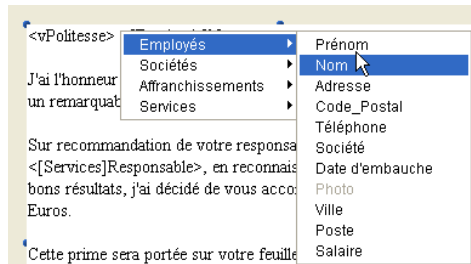 <vPolitesse>
J'ai l'honneur
un remarquab
Sur recommandation de votre responsa
<[Services]Responsable>, en reconnais
bons résultats, j'ai décidé de vous acco
Euros.
Cette prime sera portée sur votre feuille
Employés
Sociétés
Affranchissements
Services
Prénom
Nom
Adresse
Code_Postal
Téléphone
Société
Date d'embauche
Photo
Ville
Poste
Salaire